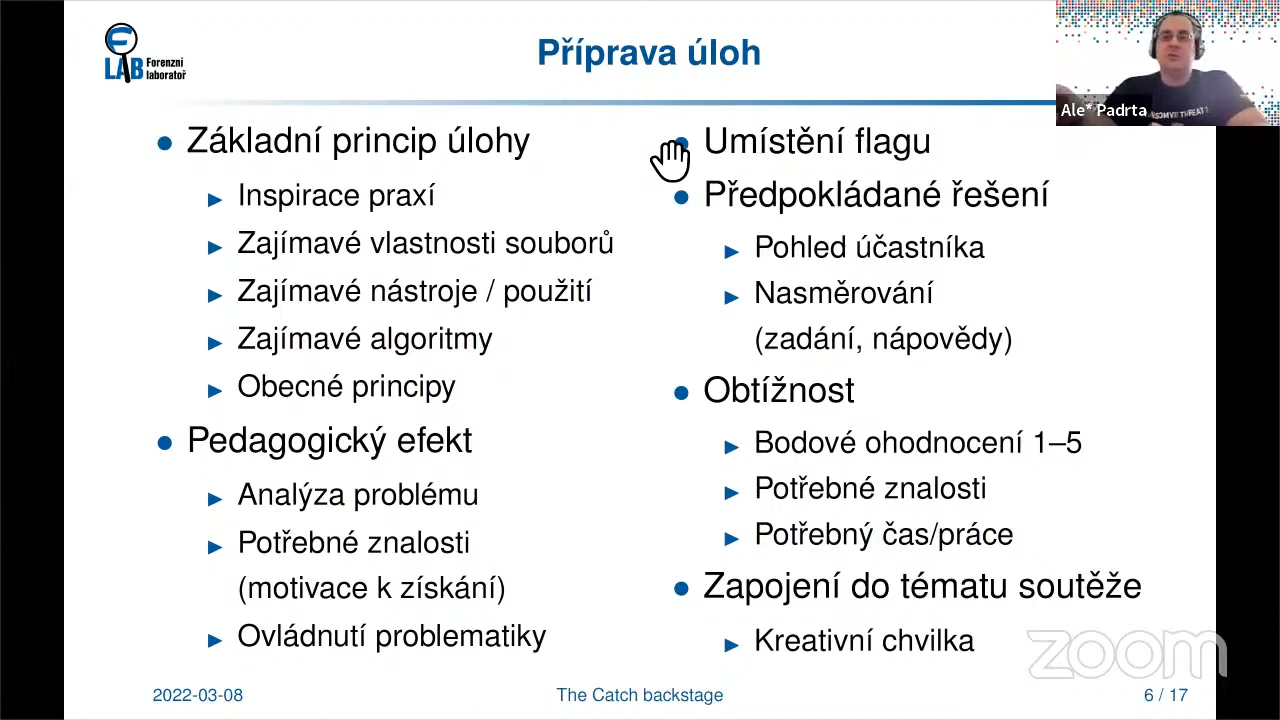 LAB Forenzní
laboratoř
Příprava úloh
Ale* Padrta
Základní princip úlohy
Inspirace praxí
Zajímavé vlastnosti souborů
Zajímavé nástroje / použití
Zajímavé algoritmy
Obecné principy
Pedagogický efekt
Analýza problému
Potřebné znalosti
(motivace k získání)
Ovládnutí problematiky
Umístění flagu
Předpokládané řešení
Pohled účastníka
Nasměrování
(zadání, nápovědy)
Obtížnost
Bodové ohodnocení 1–5
Potřebné znalosti
Potřebný čas/práce
Zapojení do tématu soutěže
Kreativní chvilka
zoom
2022-03-08
The Catch backstage
6 / 17